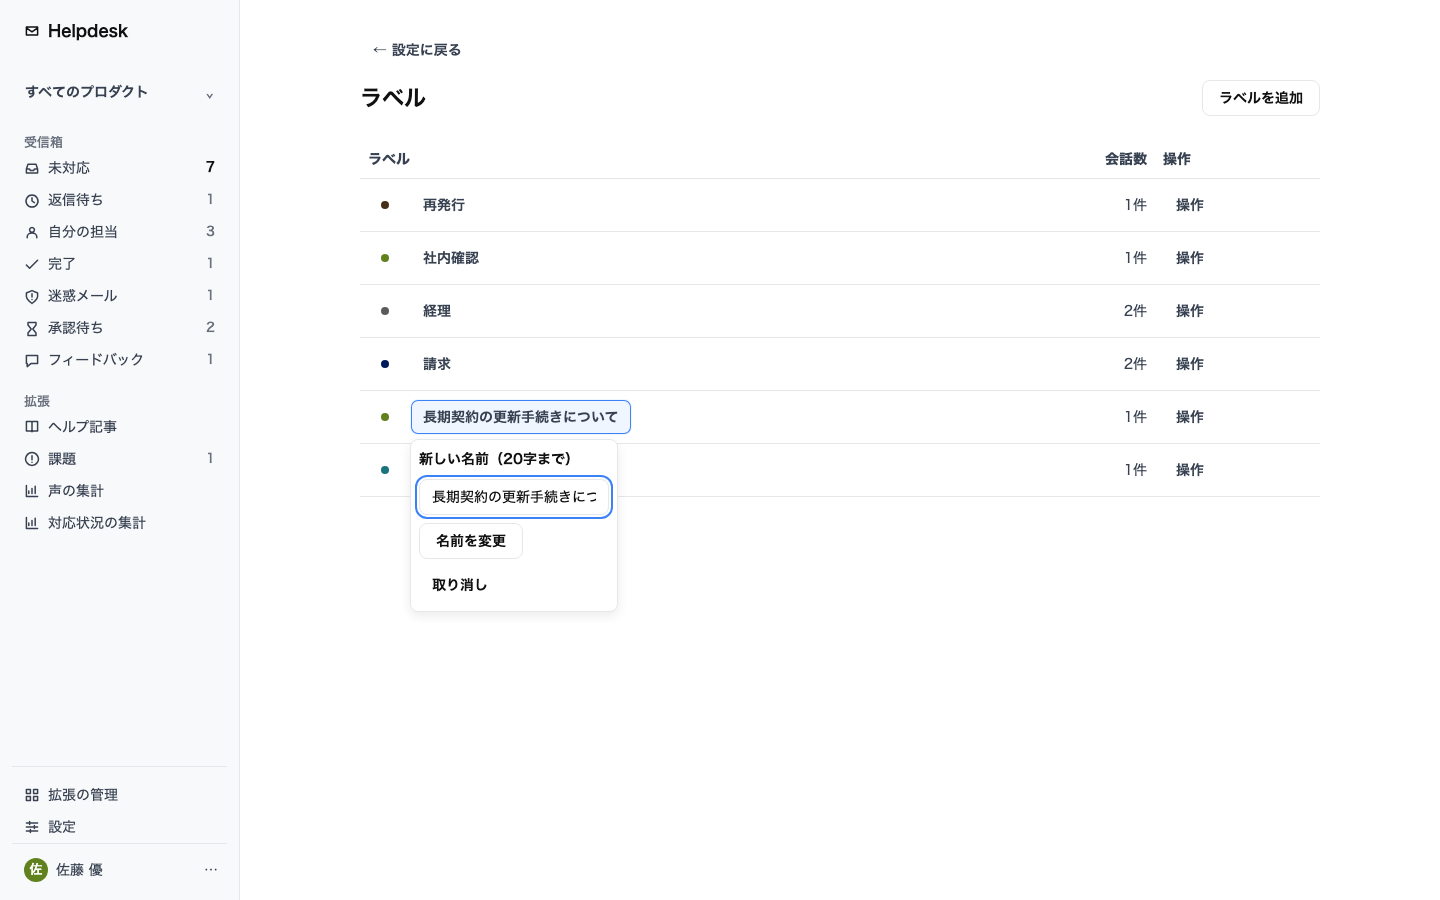 Helpdesk
すべてのプロダクト
受信箱
未対応 7
返信待ち 1
自分の担当 3
完了 1
迷惑メール 1
承認待ち 2
フィードバック 1
拡張
ヘルプ記事
課題 1
声の集計
対応状況の集計
拡張の管理
設定
佐 佐藤 優 …
← 設定に戻る
ラベル
ラベルを追加
ラベル 会話数 操作
再発行 1件 操作
社内確認 1件 操作
経理 2件 操作
請求 2件 操作
長期契約の更新手続きについて 1件 操作
1件 操作
新しい名前（20字まで）
長期契約の更新手続きにつ
名前を変更
取り消し